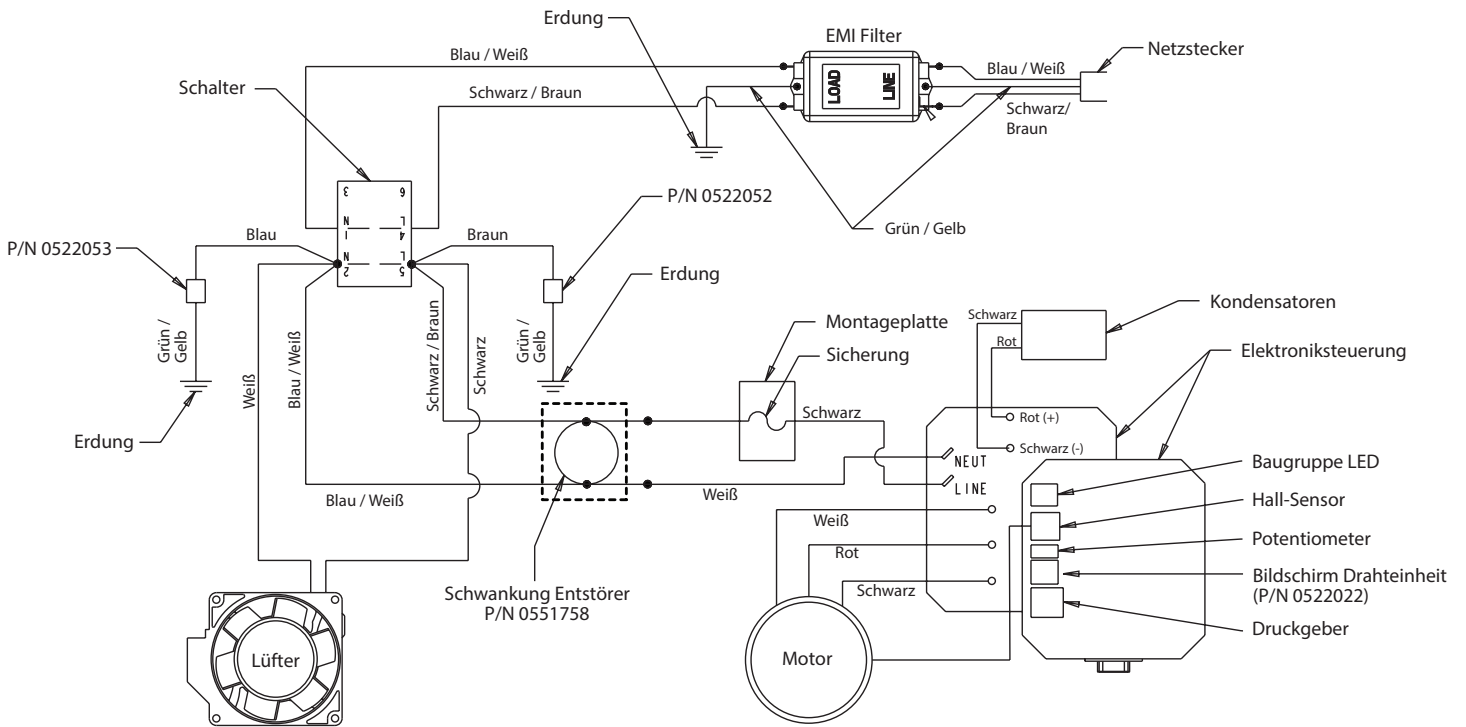 Erdung
EMI Filter
Netzstecker
Blau / Weiß
Blau / Weiß
LOAD
LINE
Schalter
Schwarz / Braun
Schwarz/
Braun
3
6
P/N 0522052
N
L
1
4
Grün / Gelb
Blau
Braun
P/N 0522053
N
L
2
5
Erdung
Grün /
Gelb
Grün /
Gelb
Weiß
Blau / Weiß
Schwarz / Braun
Schwarz
Kondensatoren
Schwarz
Rot
Montageplatte
Sicherung
Elektroniksteuerung
Schwarz
Rot (+)
Erdung
Schwarz (-)
NEUT
Baugruppe LED
LINE
Blau / Weiß
Weiß
Hall-Sensor
Weiß
Potentiometer
Rot
Bildschirm Drahteinheit
(P/N 0522022)
Schwankung Entstörer
P/N 0551758
Schwarz
Druckgeber
Lüfter
Motor